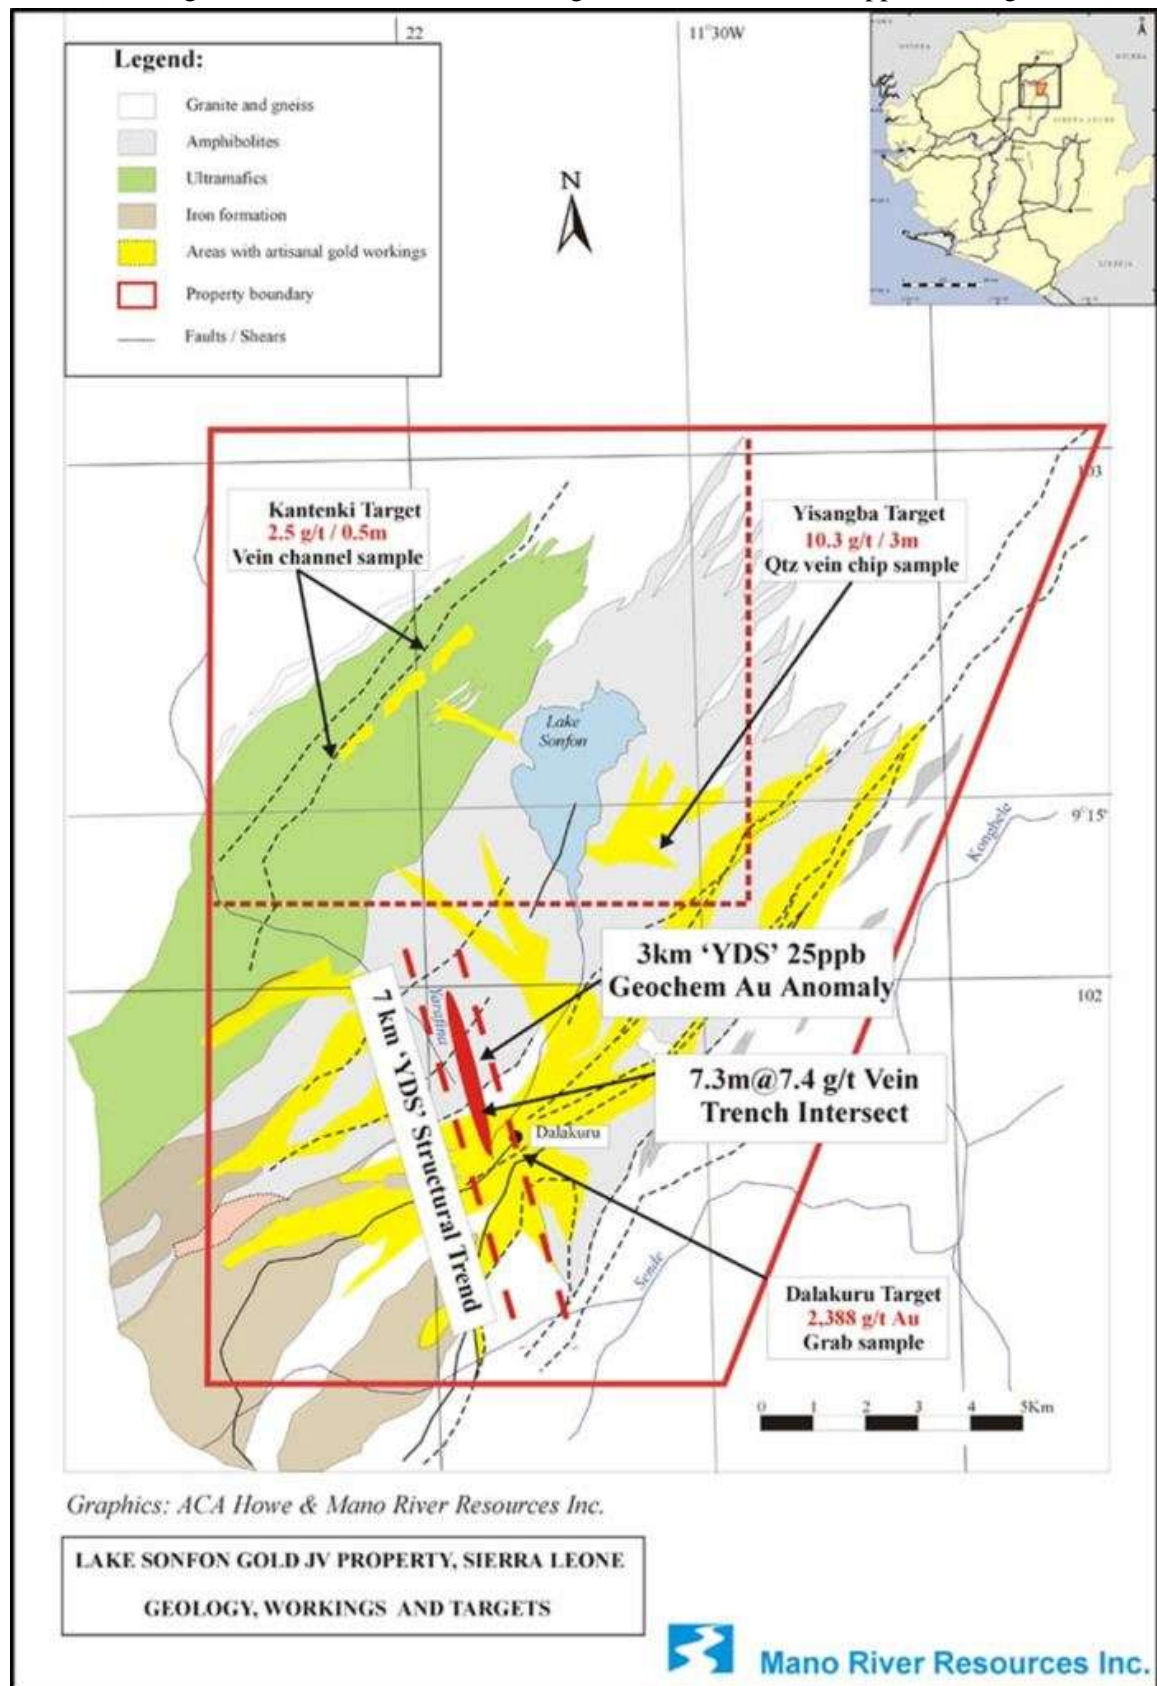 22
11°30W
Legend:
Granite and gneiss
Amphibolites
Ultramafics
Iron formation
Areas with artisanal gold workings
Property boundary
Faults / Shears
N
103
Kantenki Target
2.5 g/t / 0.5m
Vein channel sample
Yisangba Target
10.3 g/t / 3m
Qtz vein chip sample
Lake
Sonfon
9°15'
Konghele
3km ‘YDS’ 25ppb
Geochem Au Anomaly
102
Yarafina
7 km ‘YDS’ Structural Trend
7.3m@7.4 g/t Vein
Trench Intersect
Dalakuru
Sende
Dalakuru Target
2,388 g/t Au
Grab sample
0 1 2 3 4 5Km
Graphics: ACA Howe & Mano River Resources Inc.
LAKE SONFON GOLD JV PROPERTY, SIERRA LEONE
GEOLOGY, WORKINGS AND TARGETS
Mano River Resources Inc.